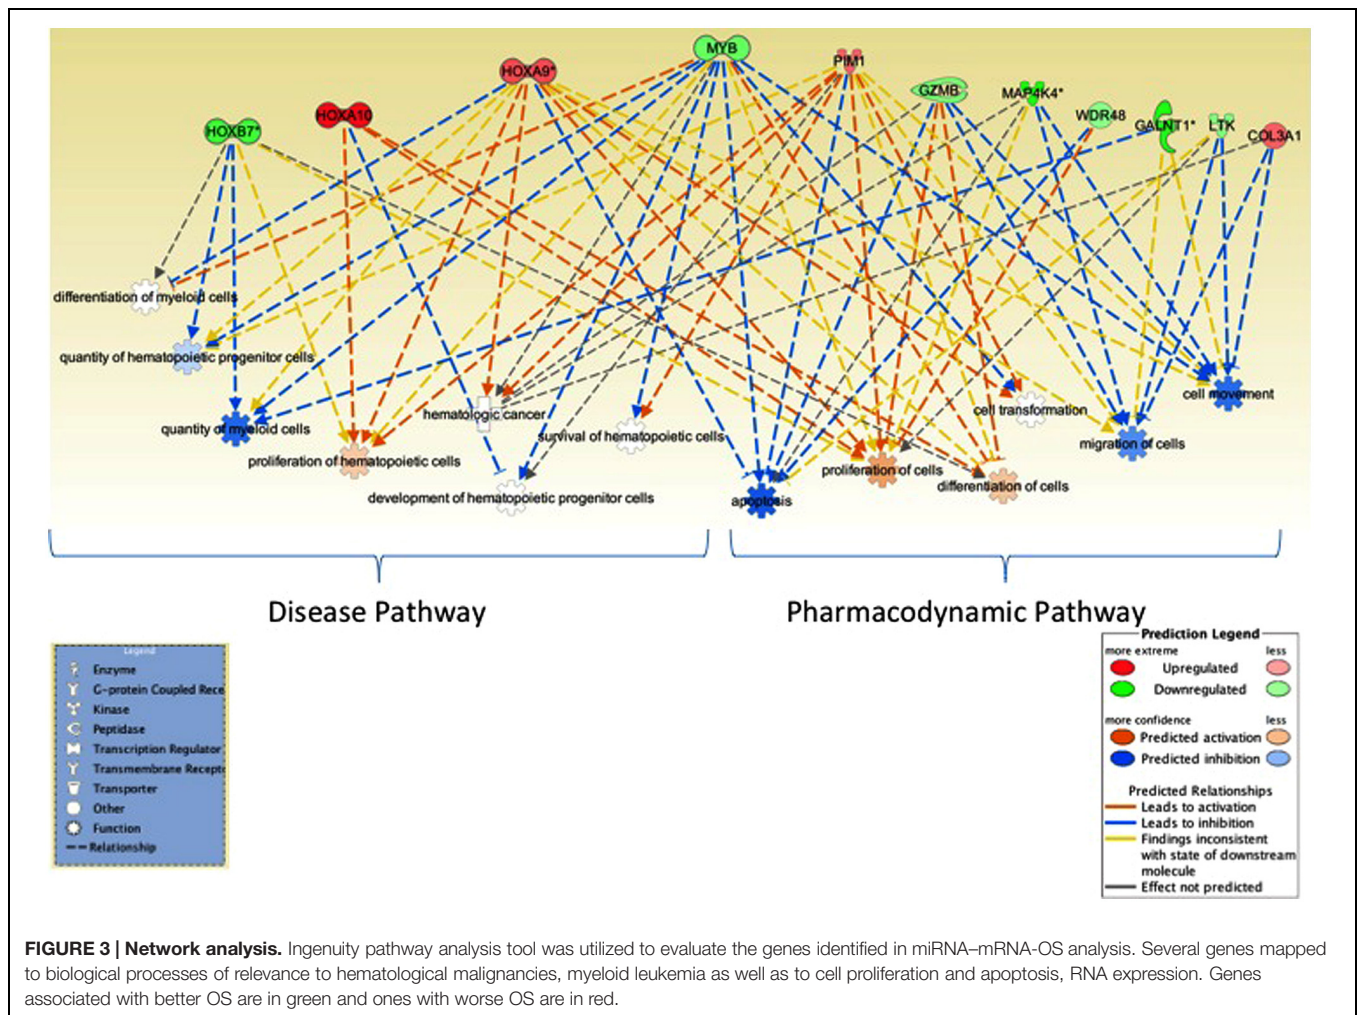 MYB
HOXA9*
PIM1
GZMB
MAP4K4*
HOXA10
WDR48
HOXB7*
GALNT1*
LTK
COL3A1
differentiation of myeloid cells
quantity of hematopoietic progenitor cells
quantity of myeloid cells
proliferation of hematopoietic cells
hematologic cancer
survival of hematopoietic cells
development of hematopoietic progenitor cells
apoptosis
proliferation of cells
differentiation of cells
cell transformation
migration of cells
cell movement
Disease Pathway
Pharmacodynamic Pathway
Legend
Enzyme
G-protein Coupled Rece
Kinase
Peptidase
Transcription Regulator
Transmembrane Recept
Transporter
Other
Function
Relationship
Prediction Legend
more extreme less
Upregulated
Downregulated
more confidence less
Predicted activation
Predicted inhibition
Predicted Relationships
Leads to activation
Leads to inhibition
Findings inconsistent
with state of downstream
molecule
Effect not predicted
FIGURE 3 | Network analysis. Ingenuity pathway analysis tool was utilized to evaluate the genes identified in miRNA–mRNA-OS analysis. Several genes mapped
to biological processes of relevance to hematological malignancies, myeloid leukemia as well as to cell proliferation and apoptosis, RNA expression. Genes
associated with better OS are in green and ones with worse OS are in red.